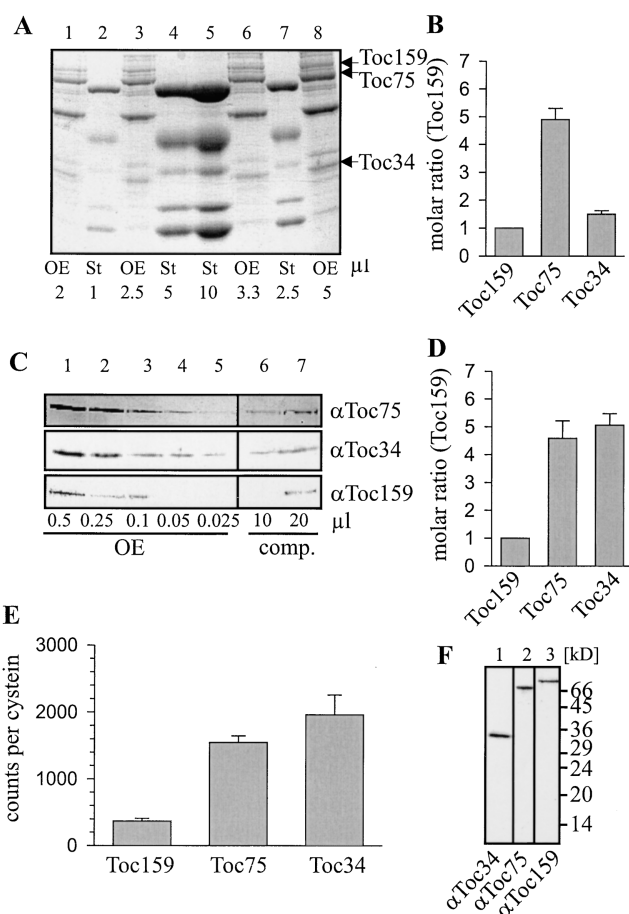 A
1 2 3 4 5 6 7 8
Toc159
Toc75
Toc34
OE St OE St St OE St OE µl
2 1 2.5 5 10 3.3 2.5 5
B
molar ratio (Toc159)
7
6
5
4
3
2
1
0
Toc159 Toc75 Toc34
C
1 2 3 4 5 6 7
αToc75
αToc34
αToc159
0.5 0.25 0.1 0.05 0.025 10 20 µl
OE comp.
D
molar ratio (Toc159)
7
6
5
4
3
2
1
0
Toc159 Toc75 Toc34
E
counts per cystein
3000
2000
1000
0
Toc159 Toc75 Toc34
F
1 2 3 [kD]
66
45
36
29
24
20
14
αToc34 αToc75 αToc159